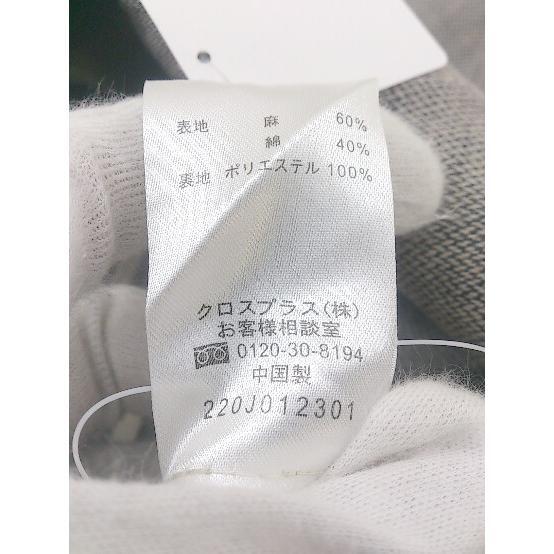 表地 麻 60%
綿 40%
裏地 ポリエステル 100%
クロスプラス(株)
お客様相談室
0120-30-8194
中国製
220J012301